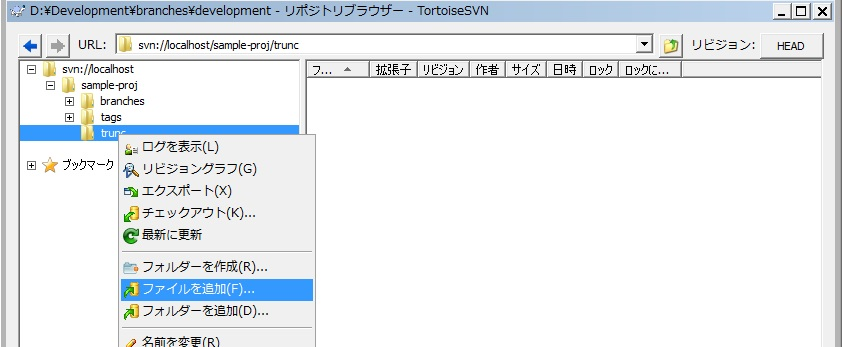 D:¥Development¥branches¥development - リポジトリブラウザー - TortoiseSVN
URL: svn://localhost/sample-proj/trunc リビジョン: HEAD
svn://localhost
sample-proj
branches
tags
trunc
ブックマーク
フ... 拡張子 リビジョン 作者 サイズ 日時 ロック ロックに...
ログを表示(L)
リビジョングラフ(G)
エクスポート(X)
チェックアウト(K)...
最新に更新
フォルダーを作成(R)...
ファイルを追加(F)...
フォルダーを追加(D)...
名前を変更(R)